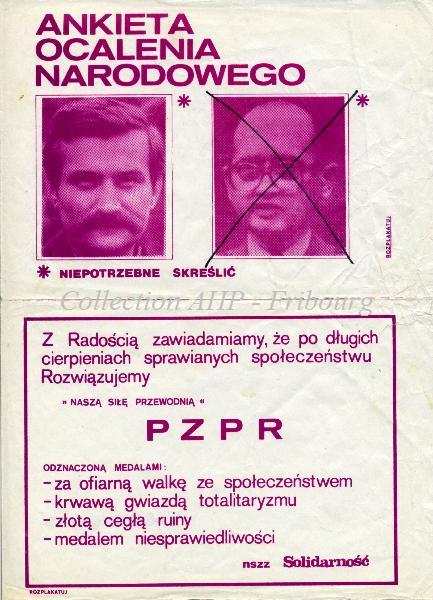 ANKIETA
OCALENIA
NARODOWEGO
* *
ROZPLAKATUJ
* NIEPOTRZEBNE SKREŚLIĆ
Collection AHP - Fribourg
Z Radością zawiadamiamy, że po długich
cierpieniach sprawianych społeczeństwu
Rozwiązujemy
» NASZĄ SIŁĘ PRZEWODNIĄ «
PZPR
ODZNACZONĄ MEDALAMI:
- za ofiarną walkę ze społeczeństwem
- krwawą gwiazdą totalitaryzmu
- złotą cegłą ruiny
- medalem niesprawiedliwości
nszz Solidarność
ROZPLAKATUJ